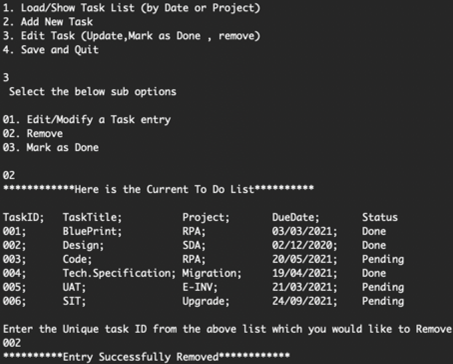 1. Load/Show Task List (by Date or Project)
2. Add New Task
3. Edit Task (Update,Mark as Done , remove)
4. Save and Quit
3
Select the below sub options
01. Edit/Modify a Task entry
02. Remove
03. Mark as Done
02
************Here is the Current To Do List**********
TaskID; TaskTitle; Project; DueDate; Status
001; BluePrint; RPA; 03/03/2021; Done
002; Design; SDA; 02/12/2020; Done
003; Code; RPA; 20/05/2021; Pending
004; Tech.Specification; Migration; 19/04/2021; Done
005; UAT; E-INV; 21/03/2021; Pending
006; SIT; Upgrade; 24/09/2021; Pending
Enter the Unique task ID from the above list which you would like to Remove
002
**********Entry Successfully Removed************